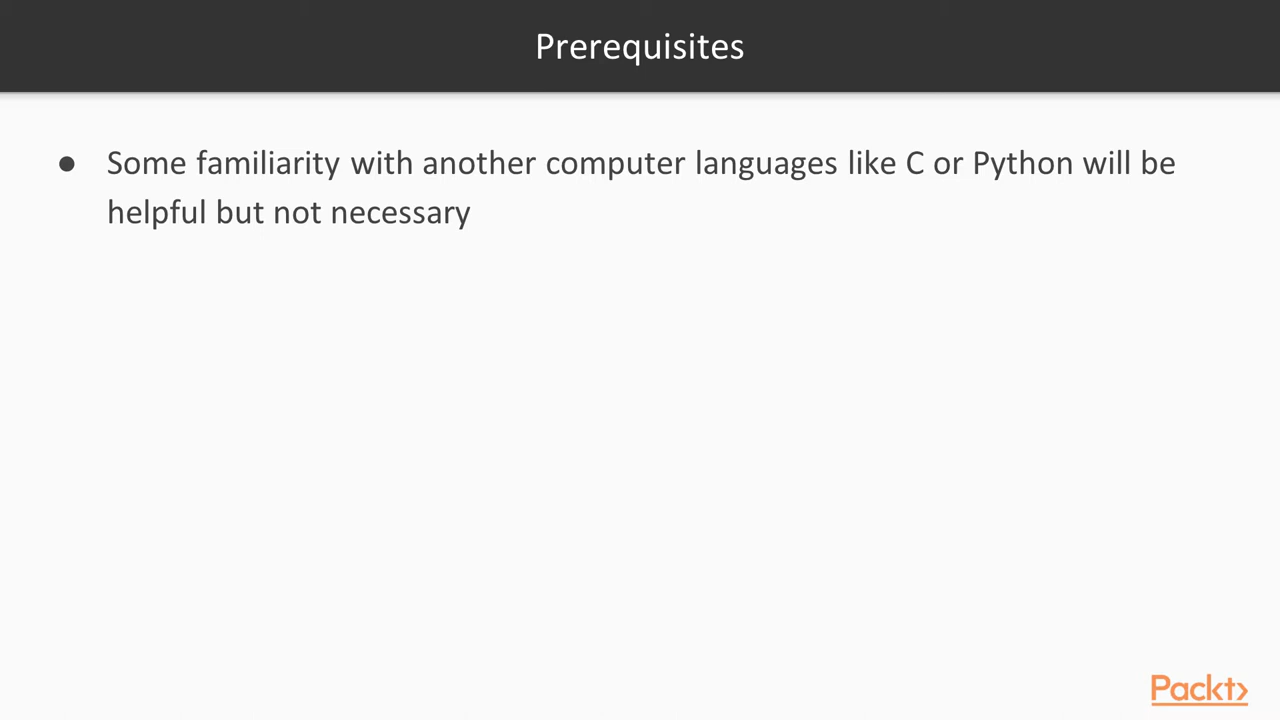 Prerequisites
● Some familiarity with another computer languages like C or Python will be
helpful but not necessary
Packt>